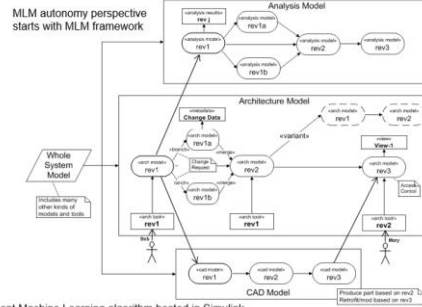 MLM autonomy perspective
starts with MLM framework
Analysis Model
«analysis results»
rev j
«analysis model»
rev1
«analysis model»
rev1a
«analysis model»
rev1b
«analysis model»
rev2
«analysis model»
rev3
Architecture Model
«metadata»
Change Data
«arch model»
rev1
«arch model»
rev2
«variant»
«arch model»
rev1a
«branch»
«merge»
Change
Request
«arch model»
rev1
«arch model»
rev2
«view»
View-1
«arch model»
rev3
«merge»
«arch model»
rev1b
Access
Control
Whole
System
Model
Includes many
other kinds of
models and tools
«arch tool»
rev1
«arch tool»
rev1
«arch tool»
rev2
Bob
Mary
«cad model»
rev1
«cad model»
rev2
«cad model»
rev3
CAD Model
Produce part based on rev2
Retrofit/mod based on rev3
Machine Learning algorithm hosted in Simulink